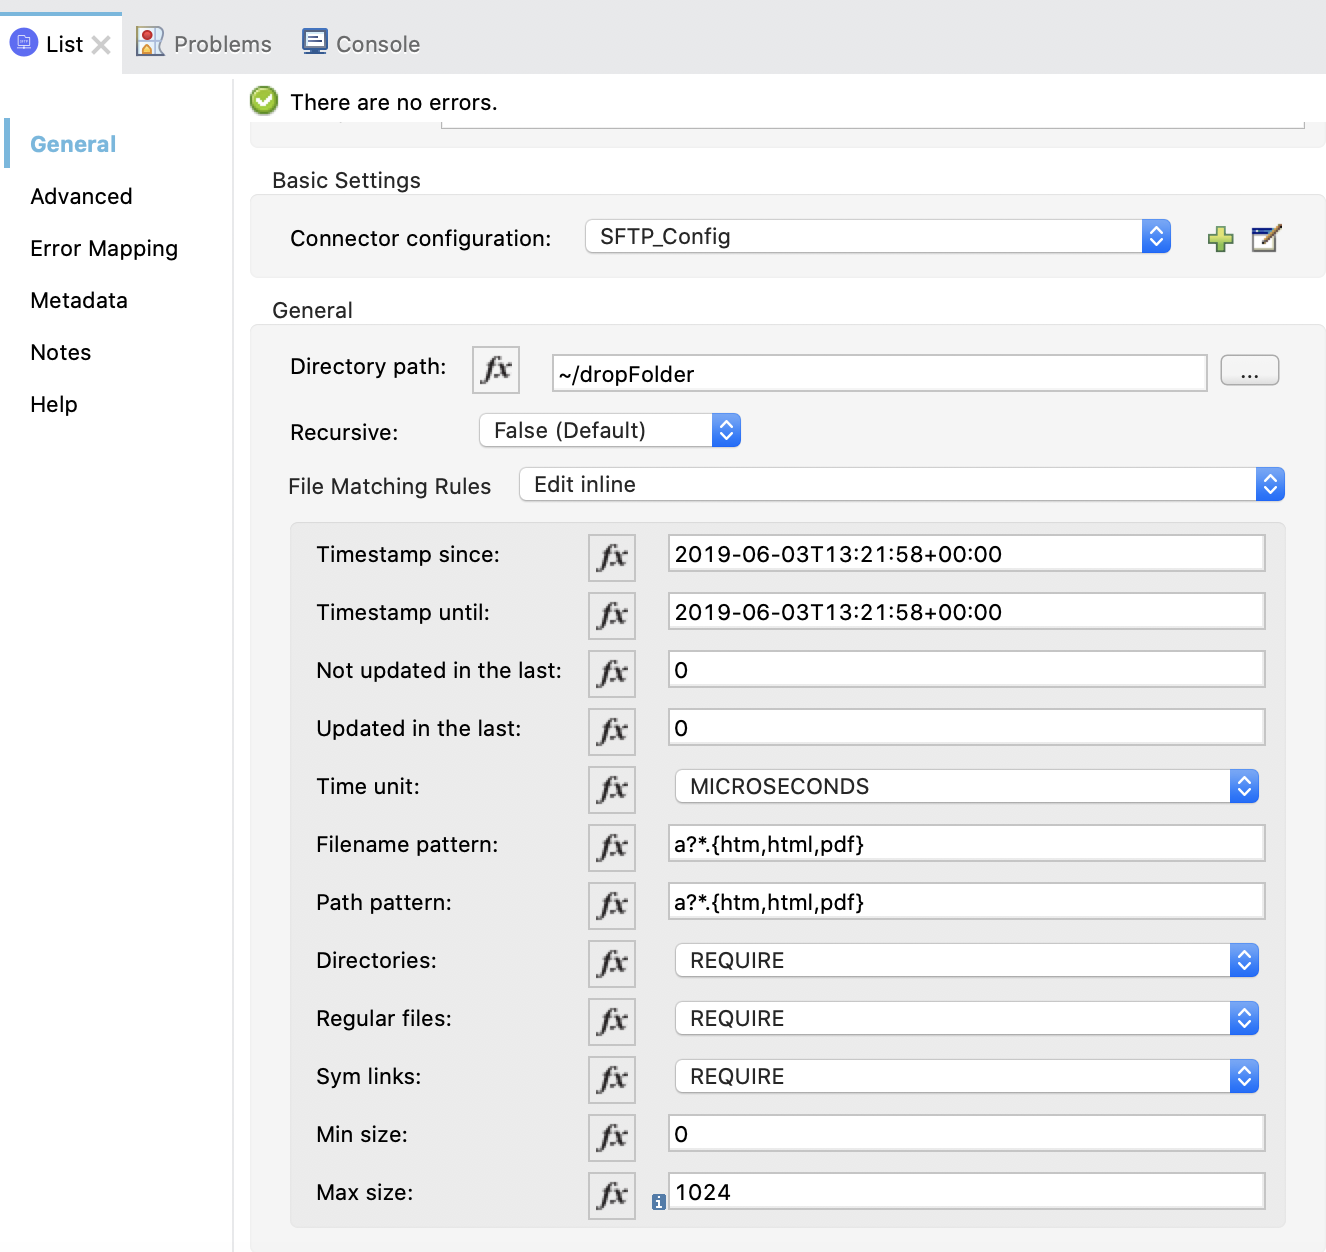 List Problems Console
There are no errors.
General
Advanced
Error Mapping
Metadata
Notes
Help
Basic Settings
Connector configuration: SFTP_Config
General
Directory path: fx ~/dropFolder ...
Recursive: False (Default)
File Matching Rules Edit inline
Timestamp since: fx 2019-06-03T13:21:58+00:00
Timestamp until: fx 2019-06-03T13:21:58+00:00
Not updated in the last: fx 0
Updated in the last: fx 0
Time unit: fx MICROSECONDS
Filename pattern: fx a?*.{htm,html,pdf}
Path pattern: fx a?*.{htm,html,pdf}
Directories: fx REQUIRE
Regular files: fx REQUIRE
Sym links: fx REQUIRE
Min size: fx 0
Max size: fx i 1024